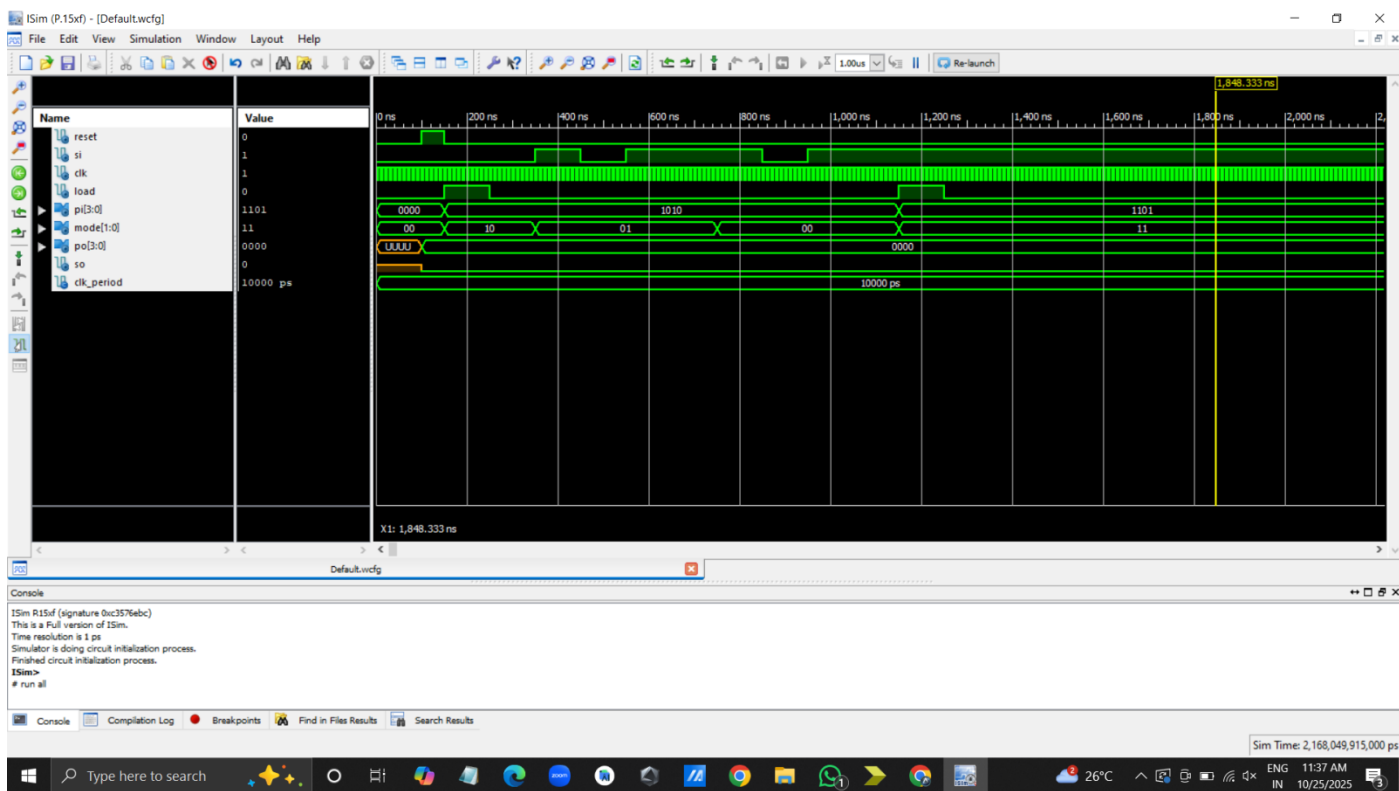 ISim (P.15xf) - [Default.wcfg]
File Edit View Simulation Window Layout Help
1.00us Re-launch
1,848.333 ns
Name Value
0 ns 200 ns 400 ns 600 ns 800 ns 1,000 ns 1,200 ns 1,400 ns 1,600 ns 1,800 ns 2,000 ns 2,
reset 0
si 1
clk 1
load 0
pi[3:0] 1101 0000 1010 1101
mode[1:0] 11 00 10 01 00 11
po[3:0] 0000 UUUU 0000
so 0
clk_period 10000 ps 10000 ps
X1: 1,848.333 ns
Default.wcfg
Console
ISim R15xf (signature 0xc3576ebc)
This is a Full version of ISim.
Time resolution is 1 ps
Simulator is doing circuit initialization process.
Finished circuit initialization process.
ISim>
# run all
Console Compilation Log Breakpoints Find in Files Results Search Results
Sim Time: 2,168,049,915,000 ps
Type here to search zoom 1 2 26°C ENG 11:37 AM
IN 10/25/2025 3